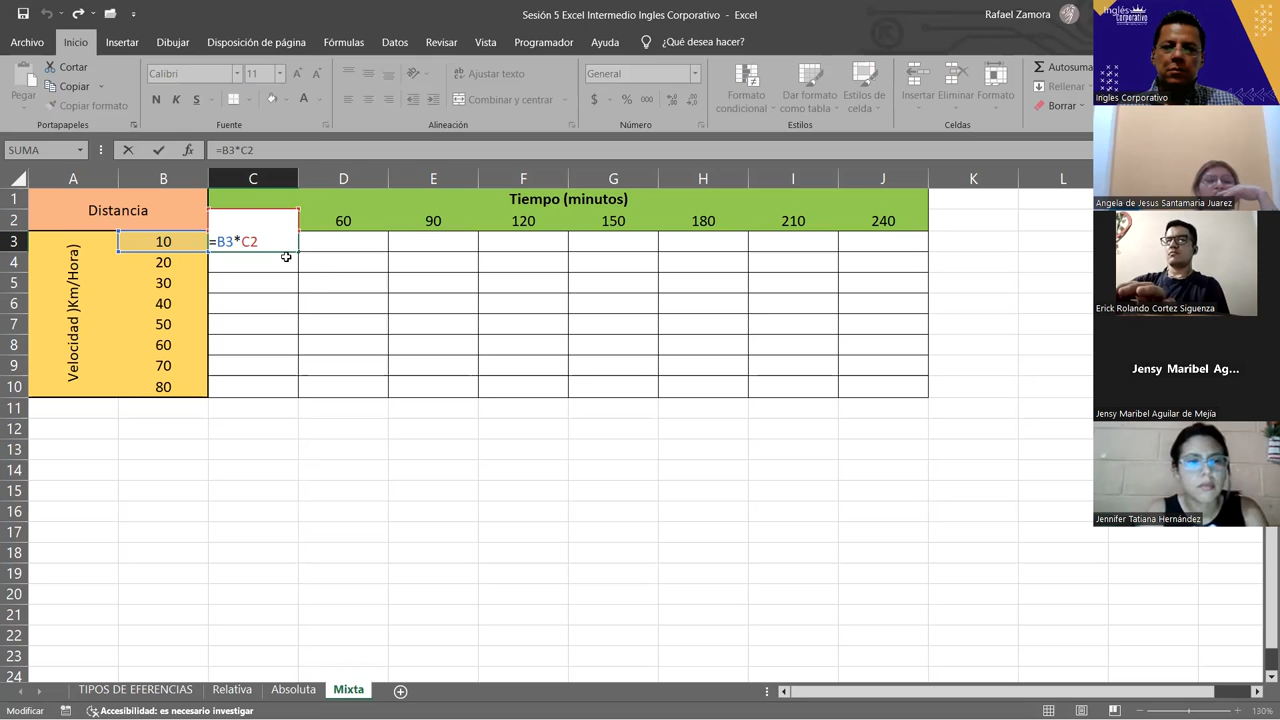 Sesión 5 Excel Intermedio Ingles Corporativo - Excel
Rafael Zamora
Archivo Inicio Insertar Dibujar Disposición de página Fórmulas Datos Revisar Vista Programador Ayuda ¿Qué desea hacer?
Pegar
Cortar
Copiar
Copiar formato
Portapapeles
Calibri 11
N K S
Fuente
Ajustar texto
Combinar y centrar
Alineación
General
$ % 000
Número
Formato condicional
Dar formato como tabla
Estilos de celda
Estilos
Insertar Eliminar Formato
Celdas
Autosuma
Rellenar
Borrar
SUMA =B3*C2
A B C D E F G H I J K L
1 Distancia Tiempo (minutos)
2 60 90 120 150 180 210 240
3 10 =B3*C2
4 20
5 30
6 40
7 50
8 60
9 70
10 80
Velocidad )Km/Hora)
11
12
13
14
15
16
17
18
19
20
21
22
23
24
TIPOS DE EFERENCIAS Relativa Absoluta Mixta
Modificar Accesibilidad: es necesario investigar 130%
Inglés Corporativo
Ingles Corporativo
Angela de Jesus Santamaria Juarez
Erick Rolando Cortez Siguenza
Jensy Maribel Ag...
Jensy Maribel Aguilar de Mejía
Jennifer Tatiana Hernández